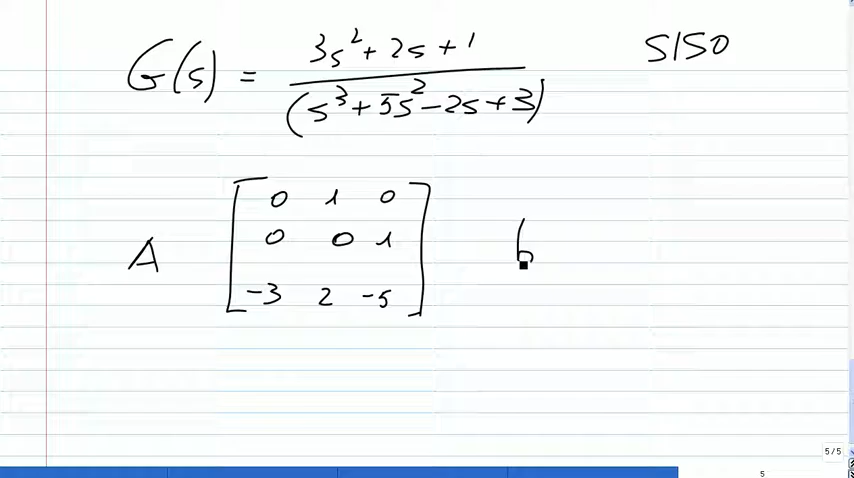 SISO
G(s) = (3s² + 2s + 1) / (s³ + 5s² - 2s + 3)
A [ 0 1 0
0 0 1
-3 2 -5 ] b
5/5
5